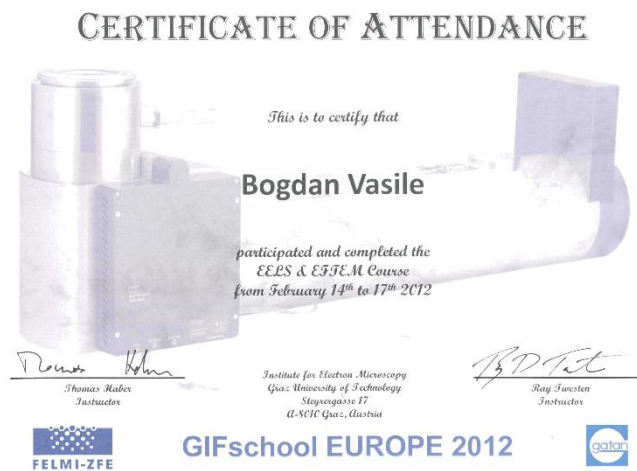 CERTIFICATE OF ATTENDANCE
This is to certify that
Bogdan Vasile
participated and completed the
EELS & EFTEM Course
from February 14th to 17th 2012
Thomas Haber
Instructor
Institute for Electron Microscopy
Graz University of Technology
Steyrergasse 17
A-8010 Graz, Austria
Ray Twesten
Instructor
FELMI-ZFE
GIFschool EUROPE 2012
gatan